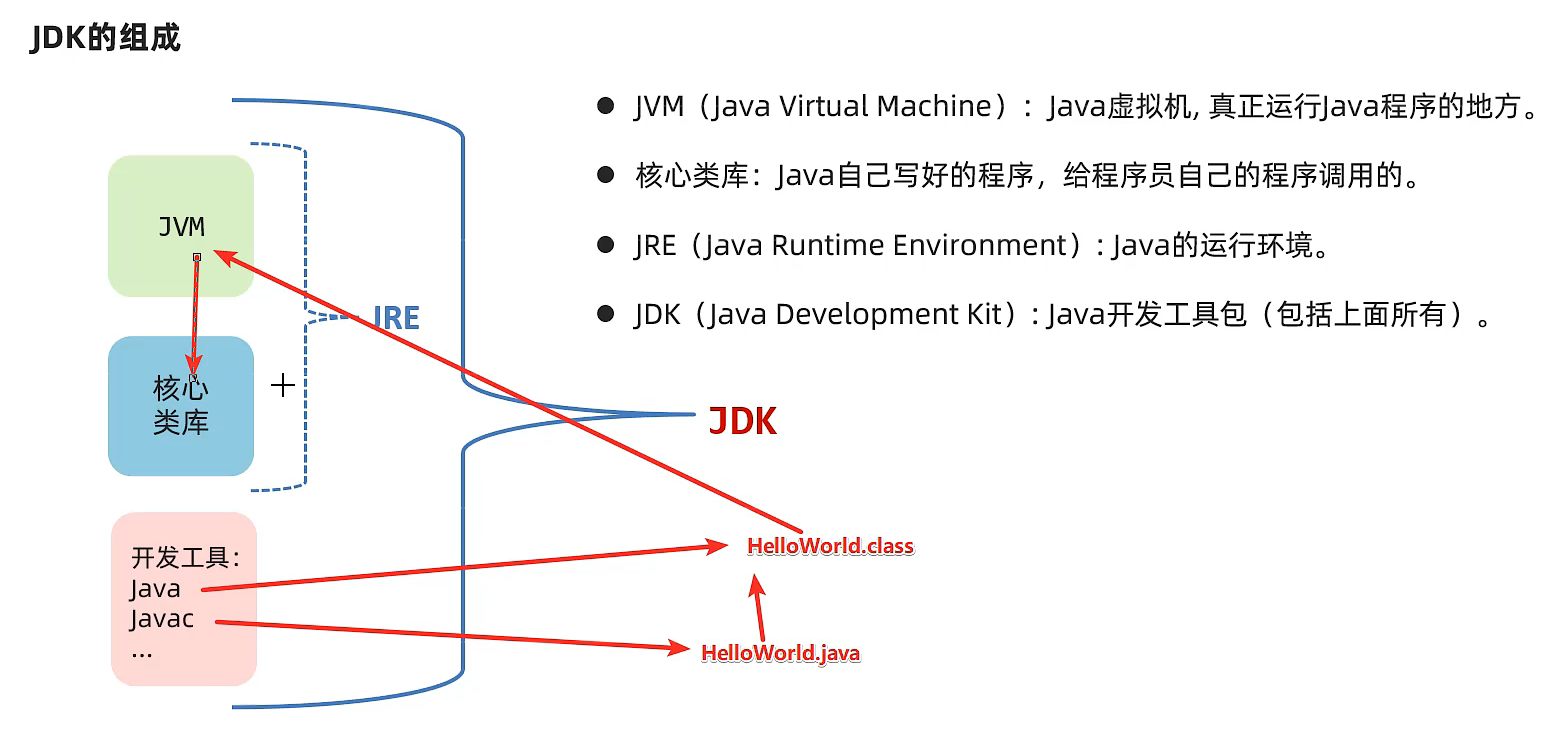 JDK的组成
JVM（Java Virtual Machine）：Java虚拟机, 真正运行Java程序的地方。
核心类库：Java自己写好的程序，给程序员自己的程序调用的。
JRE（Java Runtime Environment）: Java的运行环境。
JDK（Java Development Kit）: Java开发工具包（包括上面所有）。
JVM
JRE
核心
类库
+
JDK
开发工具：
Java
Javac
...
HelloWorld.class
HelloWorld.java